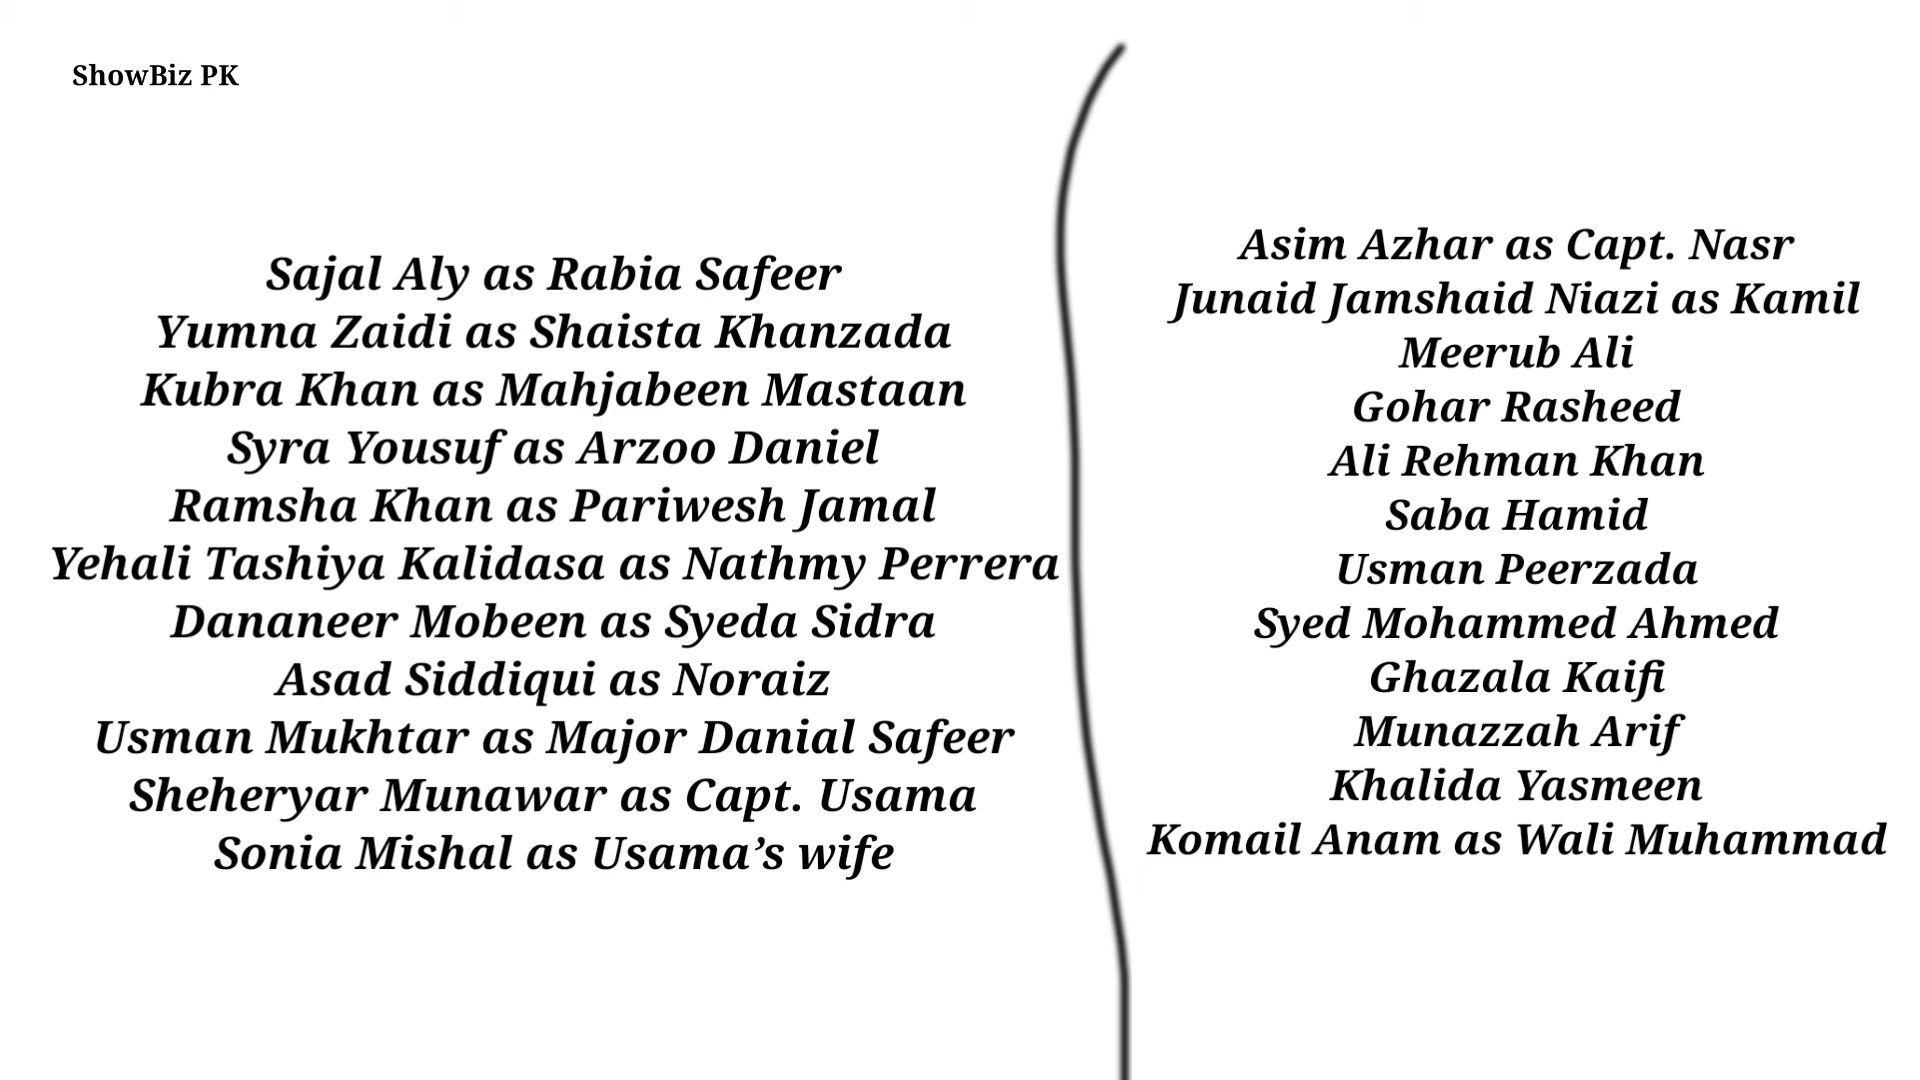 ShowBiz PK
Sajal Aly as Rabia Safeer
Yumna Zaidi as Shaista Khanzada
Kubra Khan as Mahjabeen Mastaan
Syra Yousuf as Arzoo Daniel
Ramsha Khan as Pariwesh Jamal
Yehali Tashiya Kalidasa as Nathmy Perrera
Dananeer Mobeen as Syeda Sidra
Asad Siddiqui as Noraiz
Usman Mukhtar as Major Danial Safeer
Sheheryar Munawar as Capt. Usama
Sonia Mishal as Usama’s wife
Asim Azhar as Capt. Nasr
Junaid Jamshaid Niazi as Kamil
Meerub Ali
Gohar Rasheed
Ali Rehman Khan
Saba Hamid
Usman Peerzada
Syed Mohammed Ahmed
Ghazala Kaifi
Munazzah Arif
Khalida Yasmeen
Komail Anam as Wali Muhammad